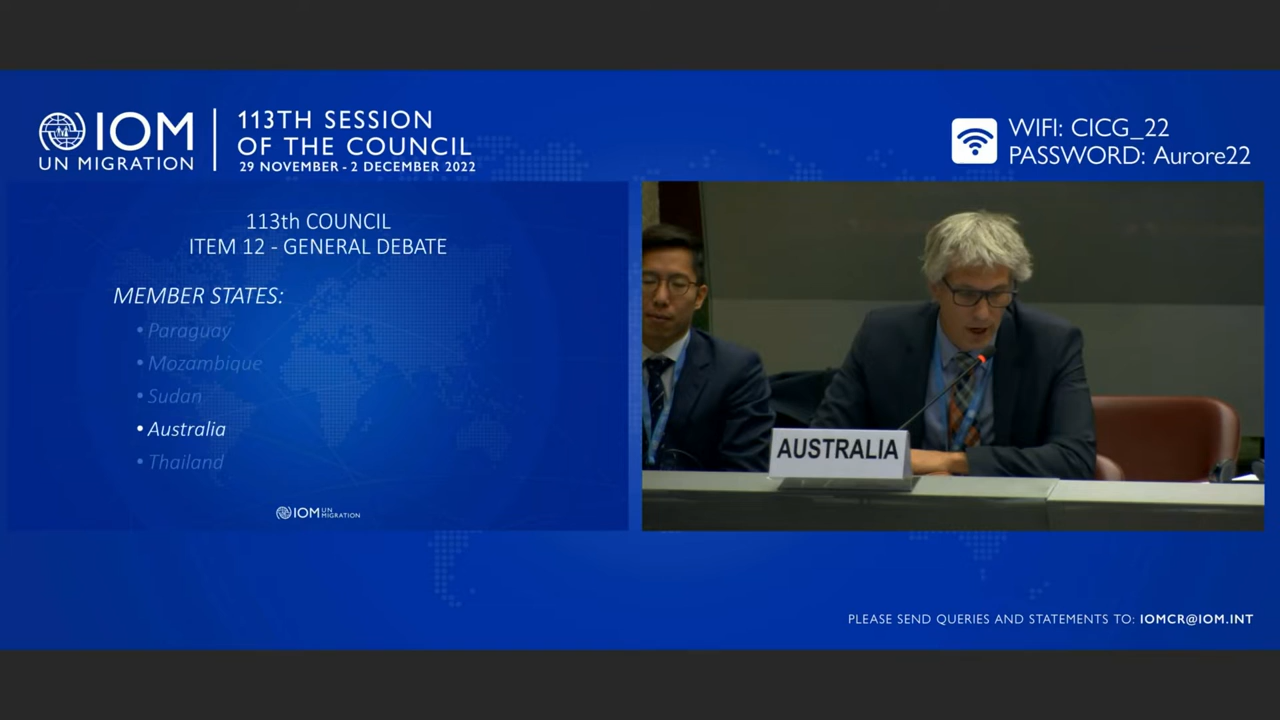 IOM
UN MIGRATION
113TH SESSION
OF THE COUNCIL
29 NOVEMBER - 2 DECEMBER 2022
WIFI: CICG_22
PASSWORD: Aurore22
113th COUNCIL
ITEM 12 - GENERAL DEBATE
MEMBER STATES:
• Paraguay
• Mozambique
• Sudan
• Australia
• Thailand
IOM UN MIGRATION
AUSTRALIA
PLEASE SEND QUERIES AND STATEMENTS TO: IOMCR@IOM.INT